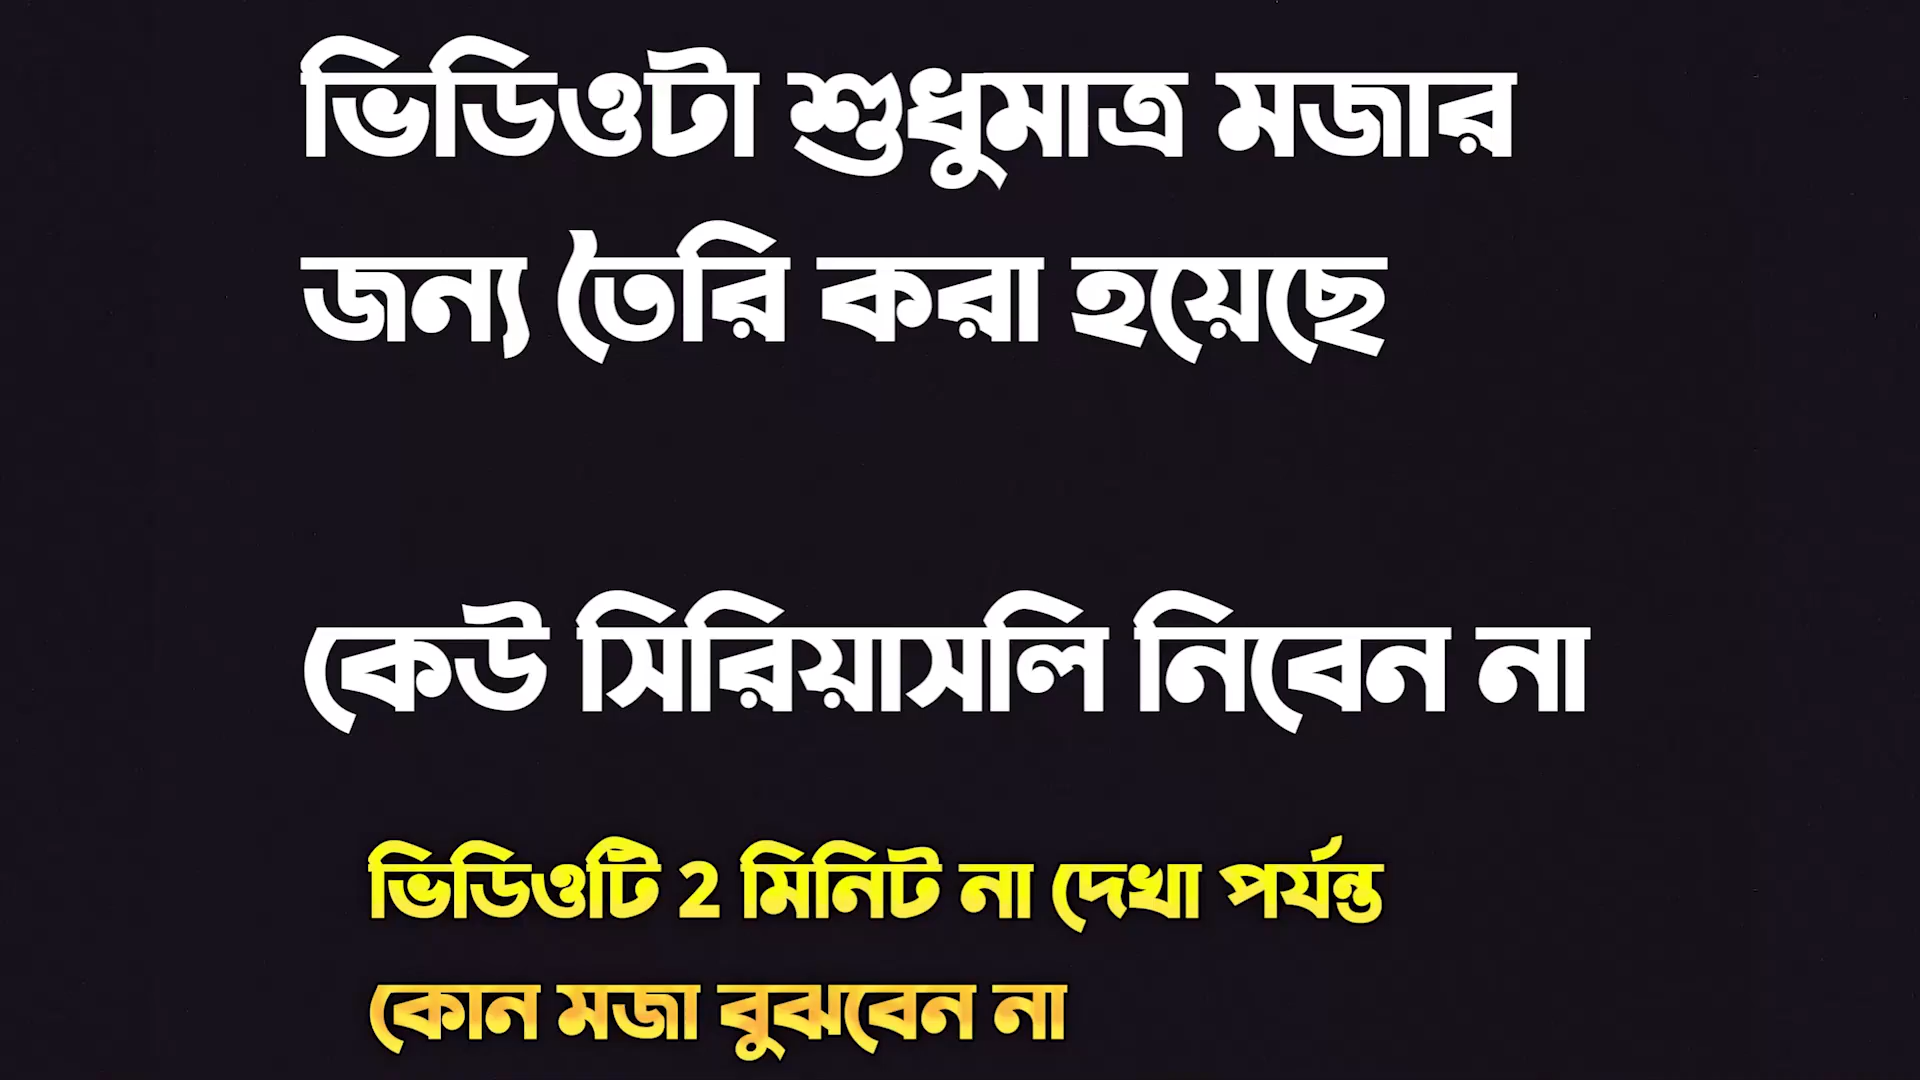 ভিডিওটা শুধুমাত্র মজার
জন্য তৈরি করা হয়েছে
কেউ সিরিয়াসলি নিবেন না
ভিডিওটি 2 মিনিট না দেখা পর্যন্ত
কোন মজা বুঝবেন না